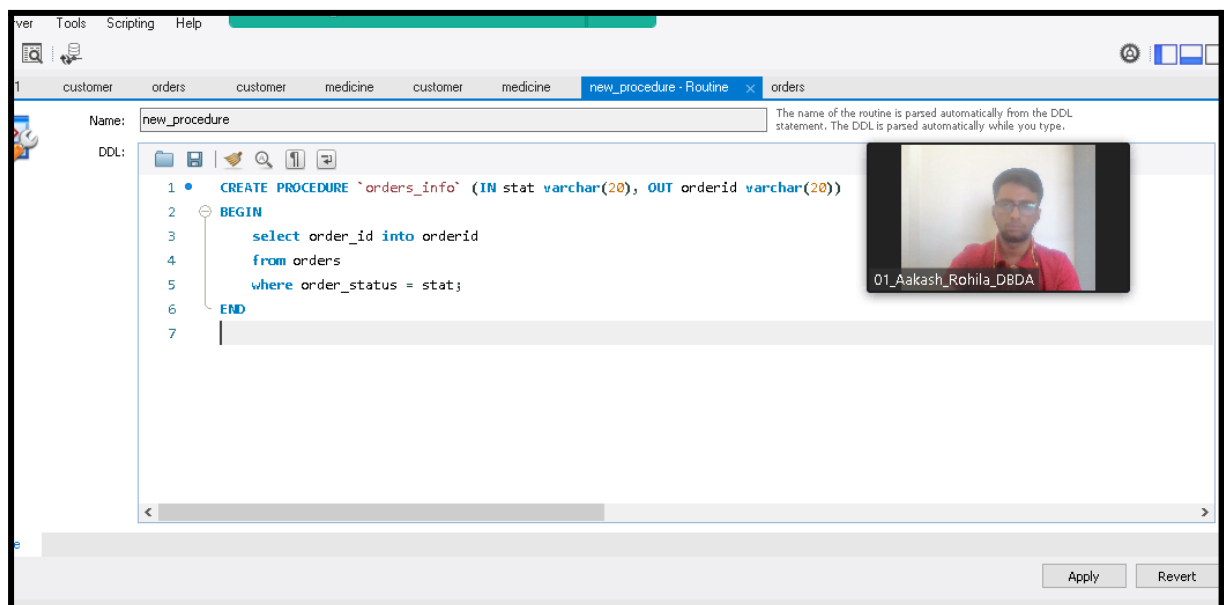 Tools Scripting Help
customer orders customer medicine customer medicine new_procedure - Routine × orders
Name: new_procedure
The name of the routine is parsed automatically from the DDL
statement. The DDL is parsed automatically while you type.
DDL:
1 CREATE PROCEDURE `orders_info` (IN stat varchar(20), OUT orderid varchar(20))
2 BEGIN
3 select order_id into orderid
4 from orders
5 where order_status = stat;
6 END
7
01_Aakash_Rohila_DBDA
Apply Revert